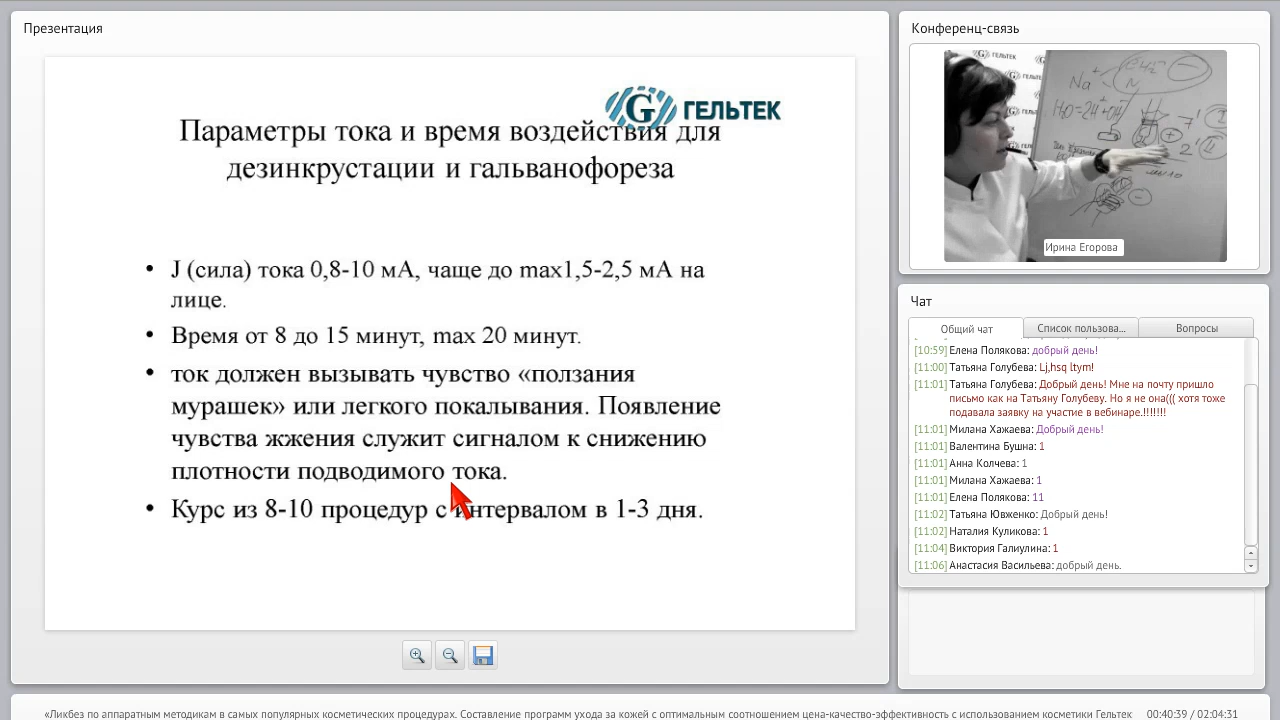 Презентация
ГЕЛЬТЕК
Параметры тока и время воздействия для
дезинкрустации и гальванофореза
• J (сила) тока 0,8-10 мА, чаще до max1,5-2,5 мА на
лице.
• Время от 8 до 15 минут, max 20 минут.
• ток должен вызывать чувство «ползания
мурашек» или легкого покалывания. Появление
чувства жжения служит сигналом к снижению
плотности подводимого тока.
• Курс из 8-10 процедур с интервалом в 1-3 дня.
Конференц-связь
Na
Ирина Егорова
Чат
Общий чат
Список пользова...
Вопросы
[10:59] Елена Полякова: добрый день!
[11:00] Татьяна Голубева: Lj,hsq ltym!
[11:01] Татьяна Голубева: Добрый день! Мне на почту пришло
письмо как на Татьяну Голубеву. Но я не она((( хотя тоже
подавала заявку на участие в вебинаре.!!!!!!!
[11:01] Милана Хажаева: Добрый день!
[11:01] Валентина Бушна: 1
[11:01] Анна Колчева: 1
[11:01] Милана Хажаева: 1
[11:01] Елена Полякова: 11
[11:02] Татьяна Ювженко: Добрый день!
[11:02] Наталия Куликова: 1
[11:04] Виктория Галиулина: 1
[11:06] Анастасия Васильева: добрый день.
«Ликбез по аппаратным методикам в самых популярных косметических процедурах. Составление программ ухода за кожей с оптимальным соотношением цена-качество-эффективность с использованием косметики Гельтек 00:40:39 / 02:04:31